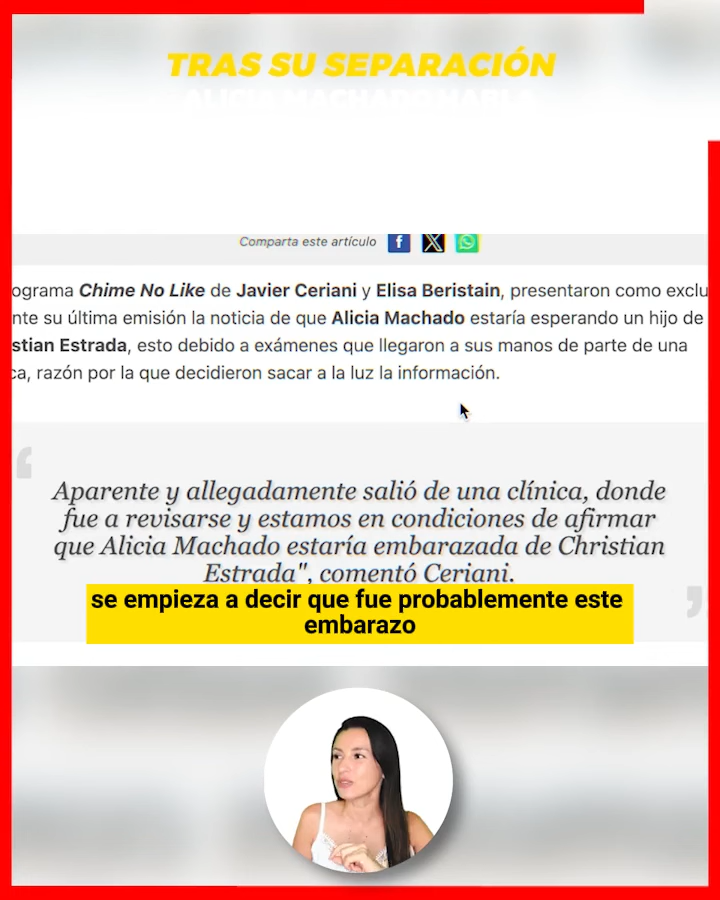 TRAS SU SEPARACIÓN
ALICIA MACHADO HABLA
Comparta este artículo
ograma Chime No Like de Javier Ceriani y Elisa Beristain, presentaron como exclu
nte su última emisión la noticia de que Alicia Machado estaría esperando un hijo de
stian Estrada, esto debido a exámenes que llegaron a sus manos de parte de una
ca, razón por la que decidieron sacar a la luz la información.
Aparente y allegadamente salió de una clínica, donde
fue a revisarse y estamos en condiciones de afirmar
que Alicia Machado estaría embarazada de Christian
Estrada", comentó Ceriani.
se empieza a decir que fue probablemente este
embarazo